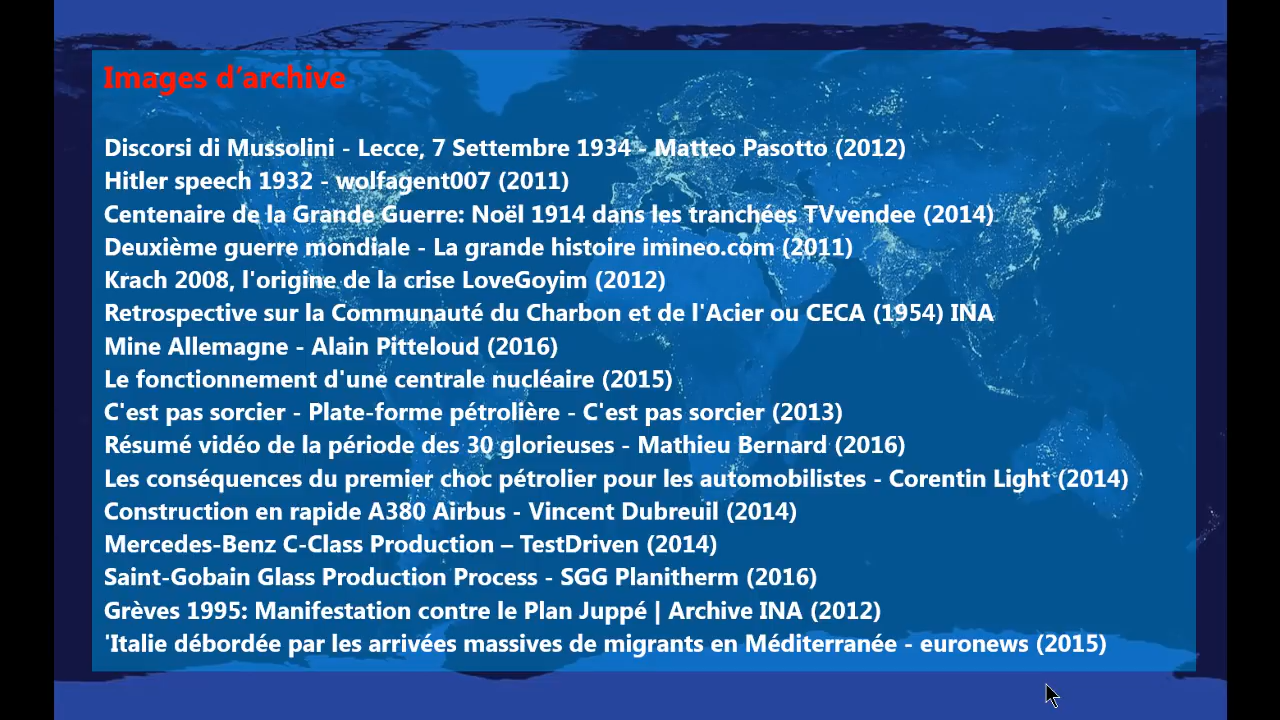 Images d’archive
Discorsi di Mussolini - Lecce, 7 Settembre 1934 - Matteo Pasotto (2012)
Hitler speech 1932 - wolfagent007 (2011)
Centenaire de la Grande Guerre: Noël 1914 dans les tranchées TVvendee (2014)
Deuxième guerre mondiale - La grande histoire imineo.com (2011)
Krach 2008, l'origine de la crise LoveGoyim (2012)
Retrospective sur la Communauté du Charbon et de l'Acier ou CECA (1954) INA
Mine Allemagne - Alain Pitteloud (2016)
Le fonctionnement d'une centrale nucléaire (2015)
C'est pas sorcier - Plate-forme pétrolière - C'est pas sorcier (2013)
Résumé vidéo de la période des 30 glorieuses - Mathieu Bernard (2016)
Les conséquences du premier choc pétrolier pour les automobilistes - Corentin Light (2014)
Construction en rapide A380 Airbus - Vincent Dubreuil (2014)
Mercedes-Benz C-Class Production – TestDriven (2014)
Saint-Gobain Glass Production Process - SGG Planitherm (2016)
Grèves 1995: Manifestation contre le Plan Juppé | Archive INA (2012)
'Italie débordée par les arrivées massives de migrants en Méditerranée - euronews (2015)